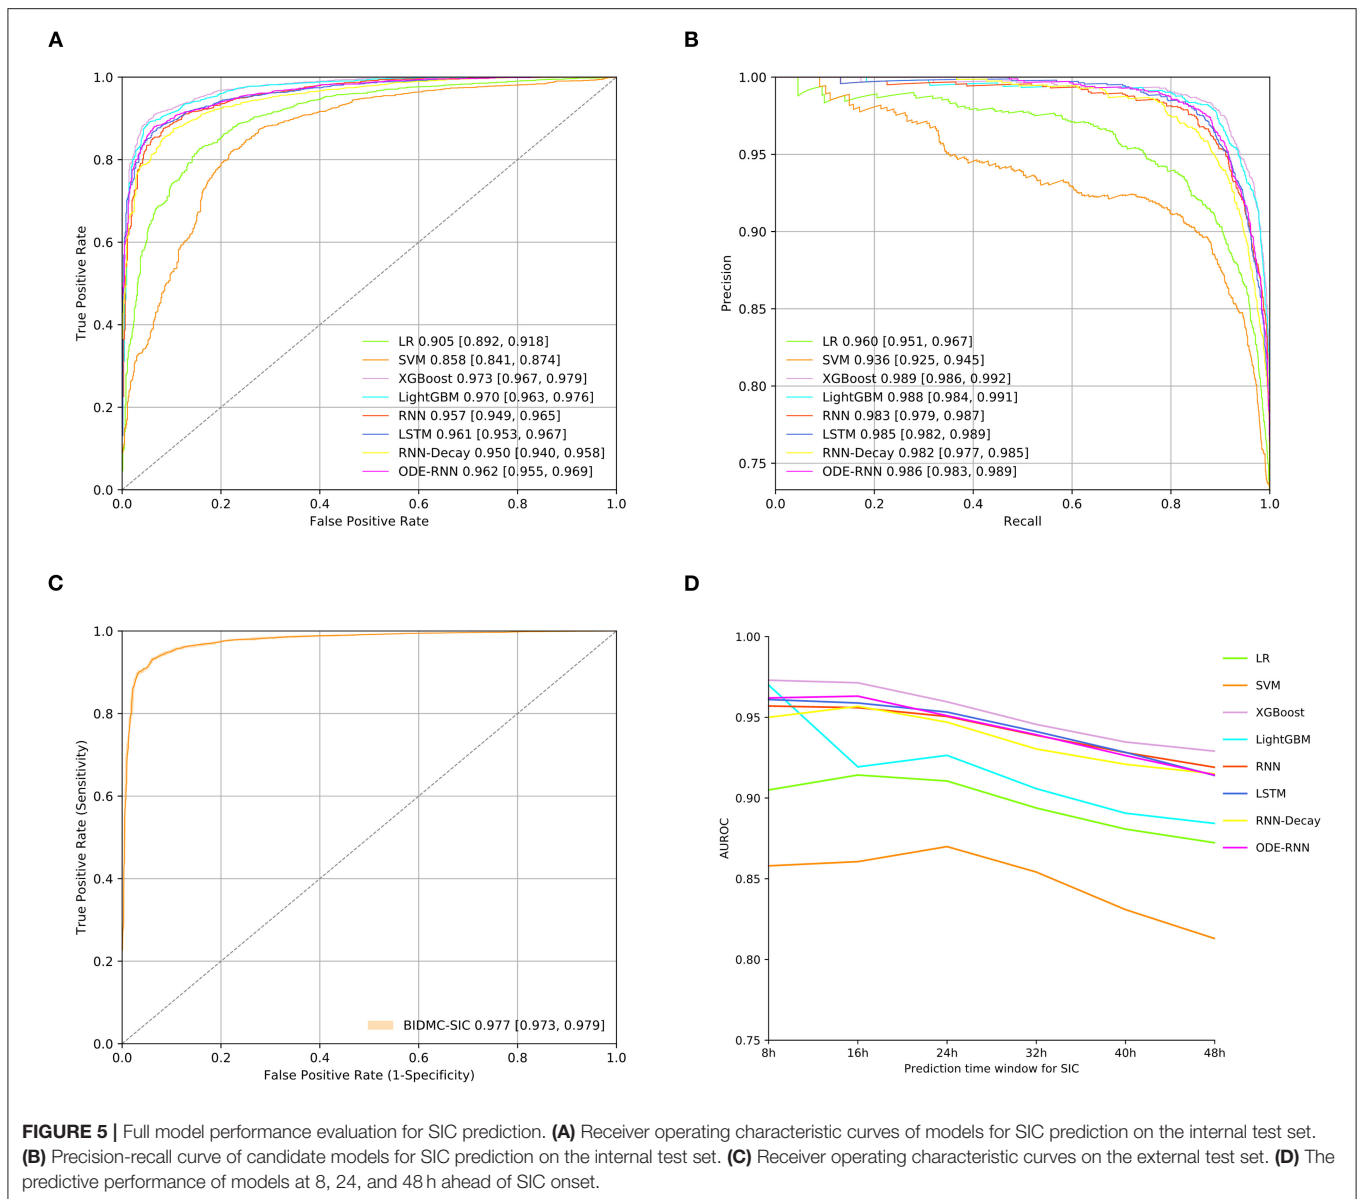 A
1.0
0.8
0.6
0.4
0.2
0.0
0.0
0.2
0.4
0.6
0.8
1.0
True Positive Rate
False Positive Rate
LR 0.905 [0.892, 0.918]
SVM 0.858 [0.841, 0.874]
XGBoost 0.973 [0.967, 0.979]
LightGBM 0.970 [0.963, 0.976]
RNN 0.957 [0.949, 0.965]
LSTM 0.961 [0.953, 0.967]
RNN-Decay 0.950 [0.940, 0.958]
ODE-RNN 0.962 [0.955, 0.969]
B
1.00
0.95
0.90
0.85
0.80
0.75
0.0
0.2
0.4
0.6
0.8
1.0
Precision
Recall
LR 0.960 [0.951, 0.967]
SVM 0.936 [0.925, 0.945]
XGBoost 0.989 [0.986, 0.992]
LightGBM 0.988 [0.984, 0.991]
RNN 0.983 [0.979, 0.987]
LSTM 0.985 [0.982, 0.989]
RNN-Decay 0.982 [0.977, 0.985]
ODE-RNN 0.986 [0.983, 0.989]
C
1.0
0.8
0.6
0.4
0.2
0.0
0.0
0.2
0.4
0.6
0.8
1.0
True Positive Rate (Sensitivity)
False Positive Rate (1-Specificity)
BIDMC-SIC 0.977 [0.973, 0.979]
D
1.00
0.95
0.90
0.85
0.80
0.75
8h
16h
24h
32h
40h
48h
AUROC
Prediction time window for SIC
LR
SVM
XGBoost
LightGBM
RNN
LSTM
RNN-Decay
ODE-RNN
FIGURE 5 | Full model performance evaluation for SIC prediction. (A) Receiver operating characteristic curves of models for SIC prediction on the internal test set.
(B) Precision-recall curve of candidate models for SIC prediction on the internal test set. (C) Receiver operating characteristic curves on the external test set. (D) The
predictive performance of models at 8, 24, and 48 h ahead of SIC onset.